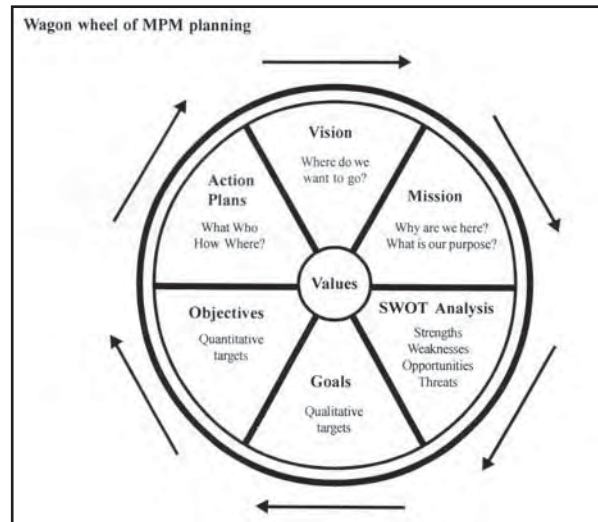 Wagon wheel of MPM planning
Vision
Where do we
want to go?
Mission
Why are we here?
What is our purpose?
SWOT Analysis
Strengths
Weaknesses
Opportunities
Threats
Goals
Qualitative
targets
Objectives
Quantitative
targets
Action
Plans
What Who
How Where?
Values